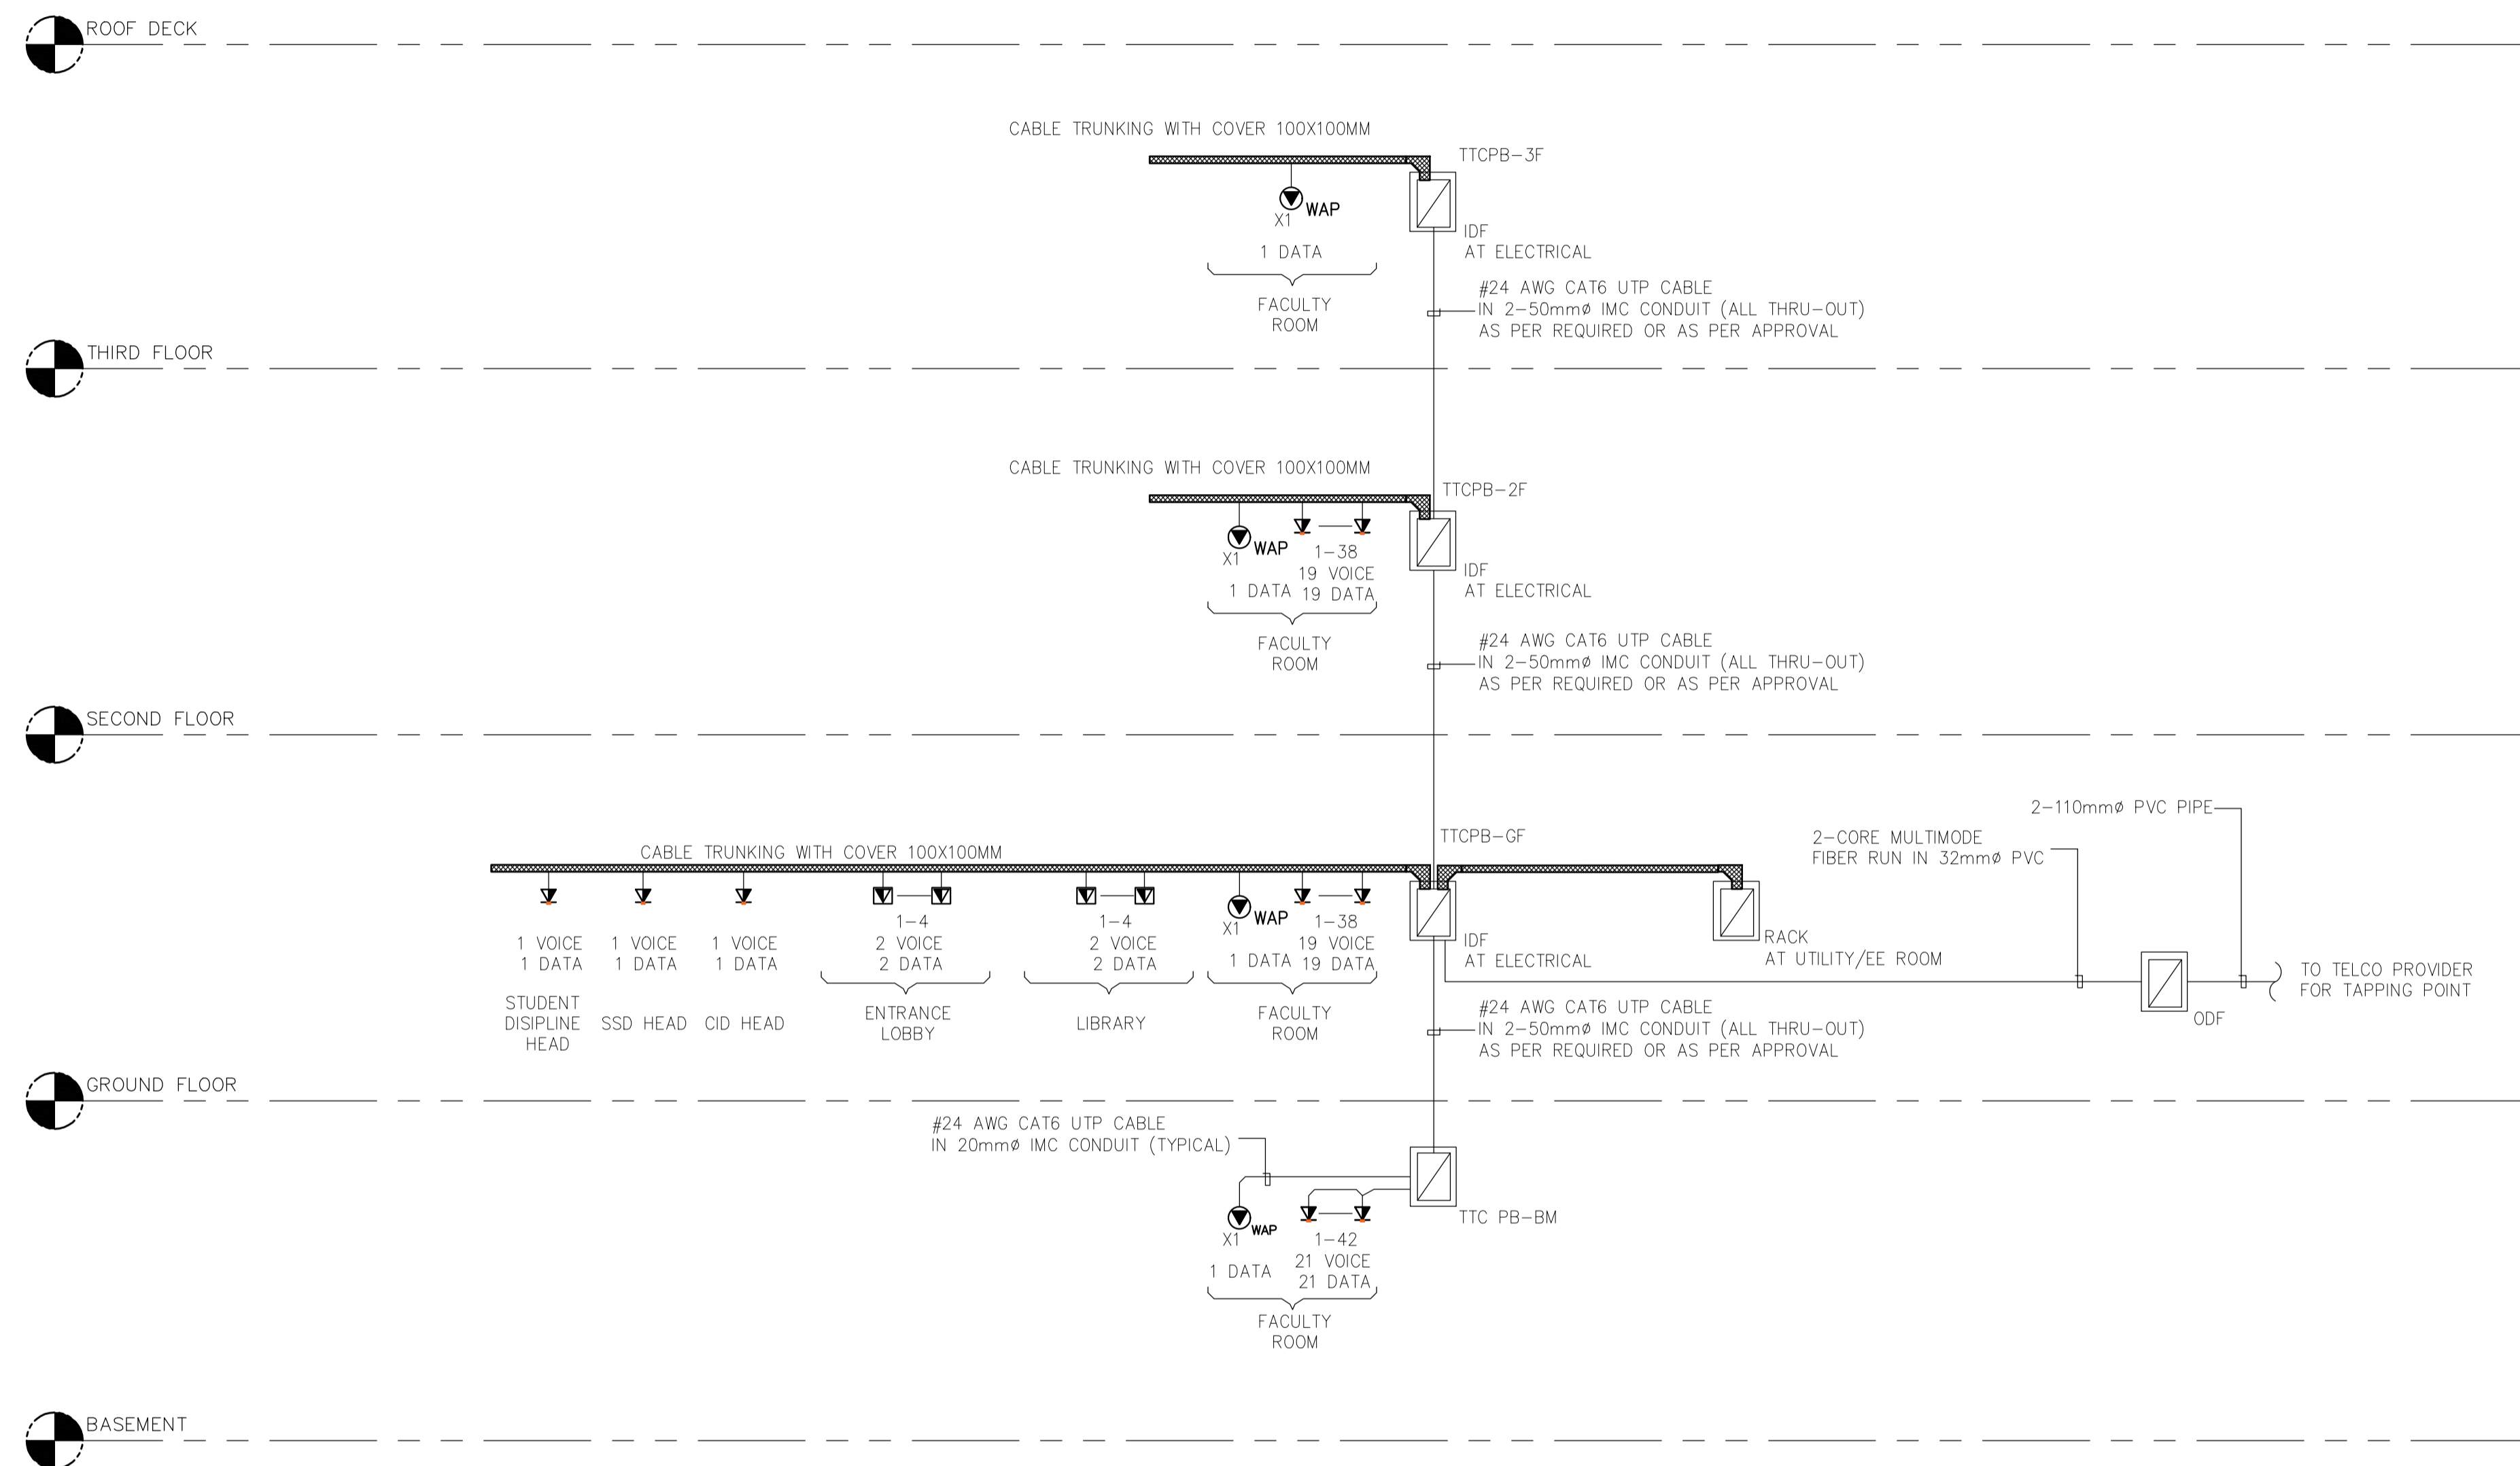 ROOF DECK
CABLE TRUNKING WITH COVER 100X100MM
TTCPB-3F
WAP
X1
IDF
AT ELECTRICAL
1 DATA
FACULTY
ROOM
#24 AWG CAT6 UTP CABLE
IN 2-50mmø IMC CONDUIT (ALL THRU-OUT)
AS PER REQUIRED OR AS PER APPROVAL
THIRD FLOOR
CABLE TRUNKING WITH COVER 100X100MM
TTCPB-2F
WAP
X1
1-38
19 VOICE
19 DATA
1 DATA
IDF
AT ELECTRICAL
FACULTY
ROOM
#24 AWG CAT6 UTP CABLE
IN 2-50mmø IMC CONDUIT (ALL THRU-OUT)
AS PER REQUIRED OR AS PER APPROVAL
SECOND FLOOR
2-110mmø PVC PIPE
2-CORE MULTIMODE
FIBER RUN IN 32mmø PVC
TTCPB-GF
CABLE TRUNKING WITH COVER 100X100MM
1 VOICE
1 DATA
STUDENT
DISIPLINE
HEAD
1 VOICE
1 DATA
SSD HEAD
1 VOICE
1 DATA
CID HEAD
1-4
2 VOICE
2 DATA
ENTRANCE
LOBBY
1-4
2 VOICE
2 DATA
LIBRARY
WAP
X1
1 DATA
1-38
19 VOICE
19 DATA
FACULTY
ROOM
IDF
AT ELECTRICAL
RACK
AT UTILITY/EE ROOM
TO TELCO PROVIDER
FOR TAPPING POINT
ODF
#24 AWG CAT6 UTP CABLE
IN 2-50mmø IMC CONDUIT (ALL THRU-OUT)
AS PER REQUIRED OR AS PER APPROVAL
GROUND FLOOR
#24 AWG CAT6 UTP CABLE
IN 20mmø IMC CONDUIT (TYPICAL)
TTC PB-BM
WAP
X1
1 DATA
1-42
21 VOICE
21 DATA
FACULTY
ROOM
BASEMENT